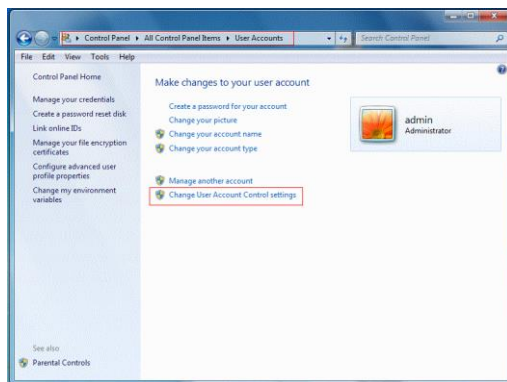 Control Panel ▸ All Control Panel Items ▸ User Accounts
Search Control Panel
File Edit View Tools Help
Control Panel Home
Manage your credentials
Create a password reset disk
Link online IDs
Manage your file encryption
certificates
Configure advanced user
profile properties
Change my environment
variables
See also
Parental Controls
Make changes to your user account
Create a password for your account
Change your picture
Change your account name
Change your account type
Manage another account
Change User Account Control settings
admin
Administrator